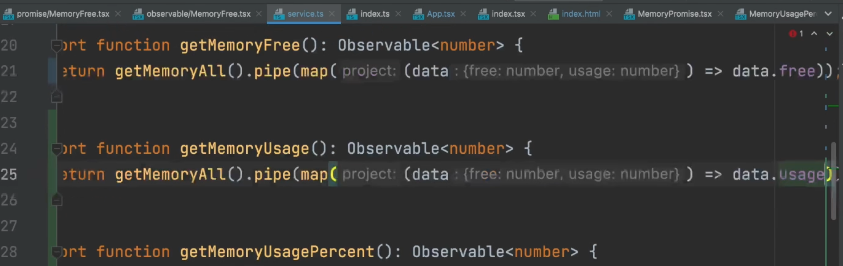 promise/MemoryFree.tsx observable/MemoryFree.tsx service.ts index.ts App.tsx index.tsx index.html MemoryPromise.tsx MemoryUsagePer
1
20 ort function getMemoryFree(): Observable<number> {
21 eturn getMemoryAll().pipe(map( project: (data : {free: number, usage: number} ) => data.free));
22
23
24 ort function getMemoryUsage(): Observable<number> {
25 eturn getMemoryAll().pipe(map( project: (data : {free: number, usage: number} ) => data.usage)
26
27
28 ort function getMemoryUsagePercent(): Observable<number> {